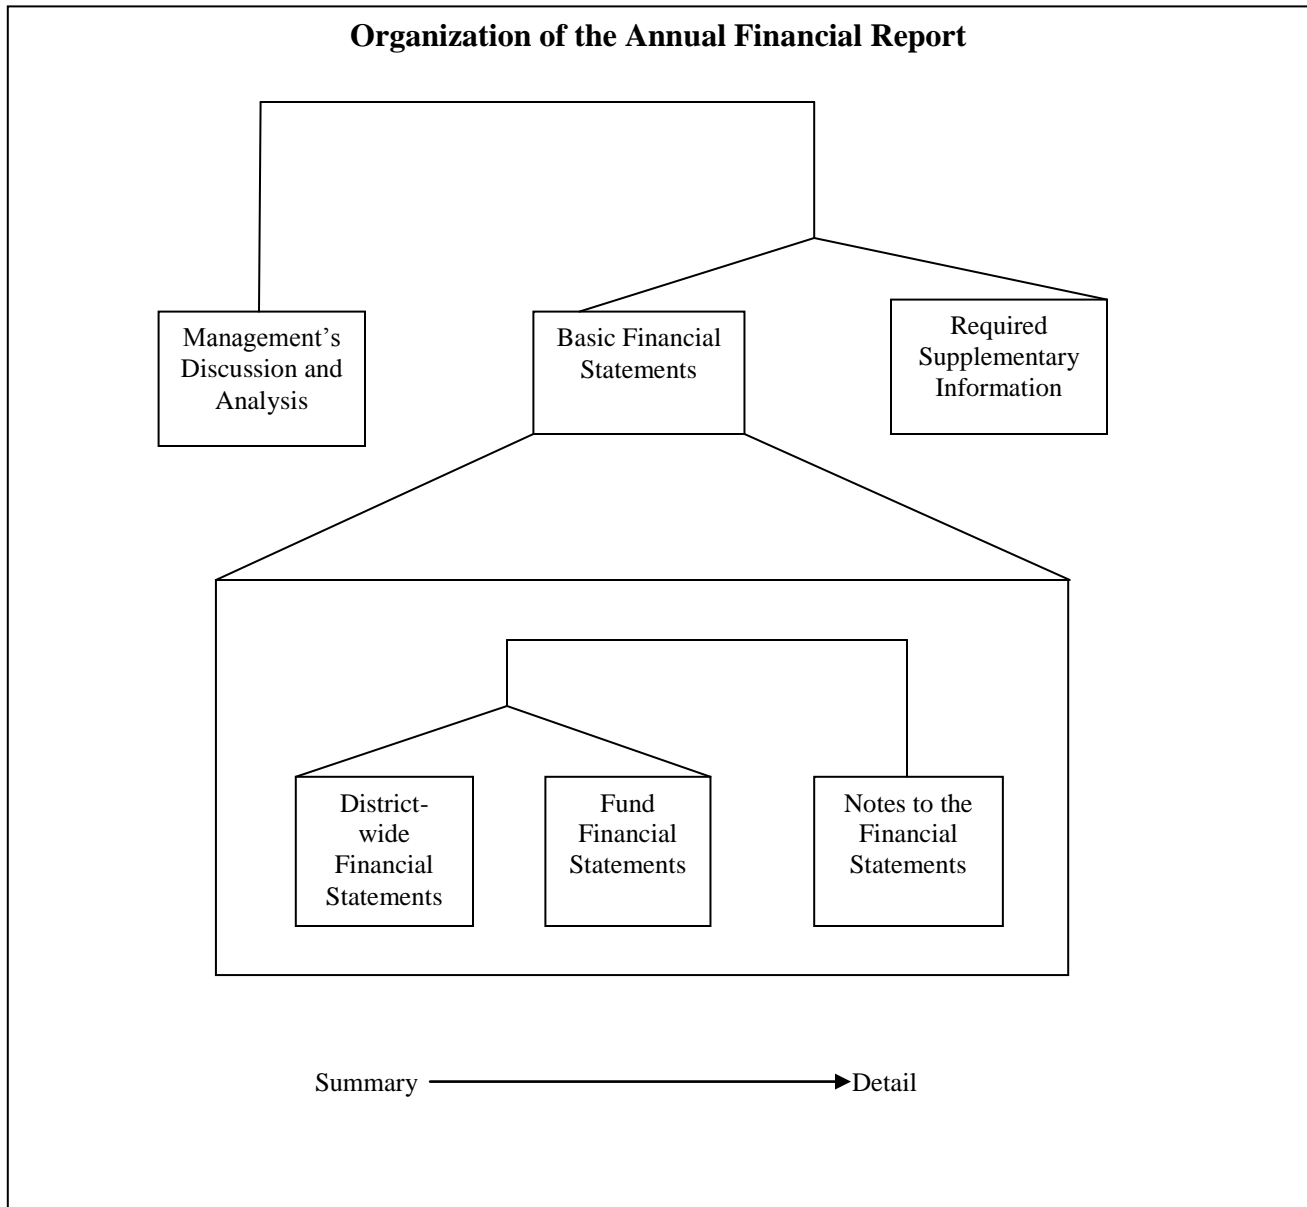 Organization of the Annual Financial Report
Management’s
Discussion and
Analysis
Basic Financial
Statements
Required
Supplementary
Information
District-
wide
Financial
Statements
Fund
Financial
Statements
Notes to the
Financial
Statements
Summary
Detail